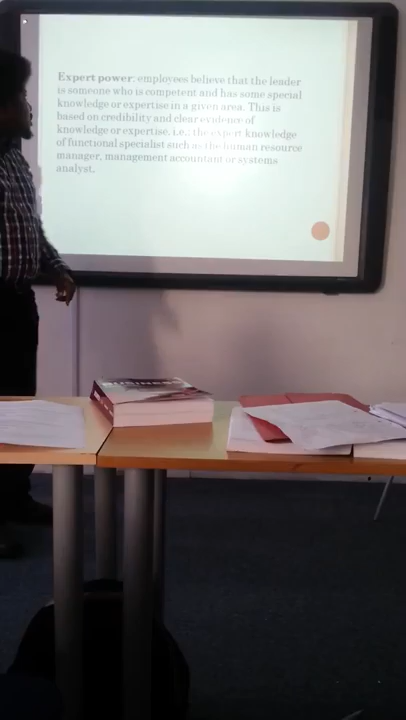 Expert power: employees believe that the leader
is someone who is competent and has some special
knowledge or expertise in a given area. This is
based on credibility and clear evidence of
knowledge or expertise, i.e.: the expert knowledge
of functional specialist such as the human resource
manager, management accountant or systems
analyst.
BUSINESS